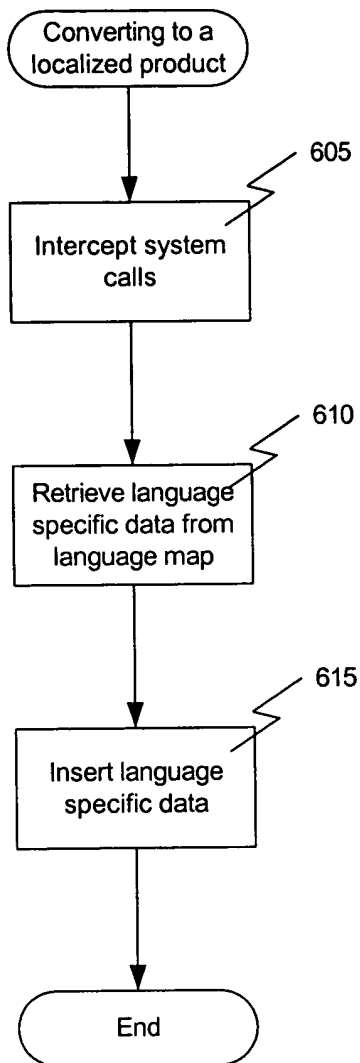 Converting to a
localized product
605
Intercept system
calls
610
Retrieve language
specific data from
language map
615
Insert language
specific data
End